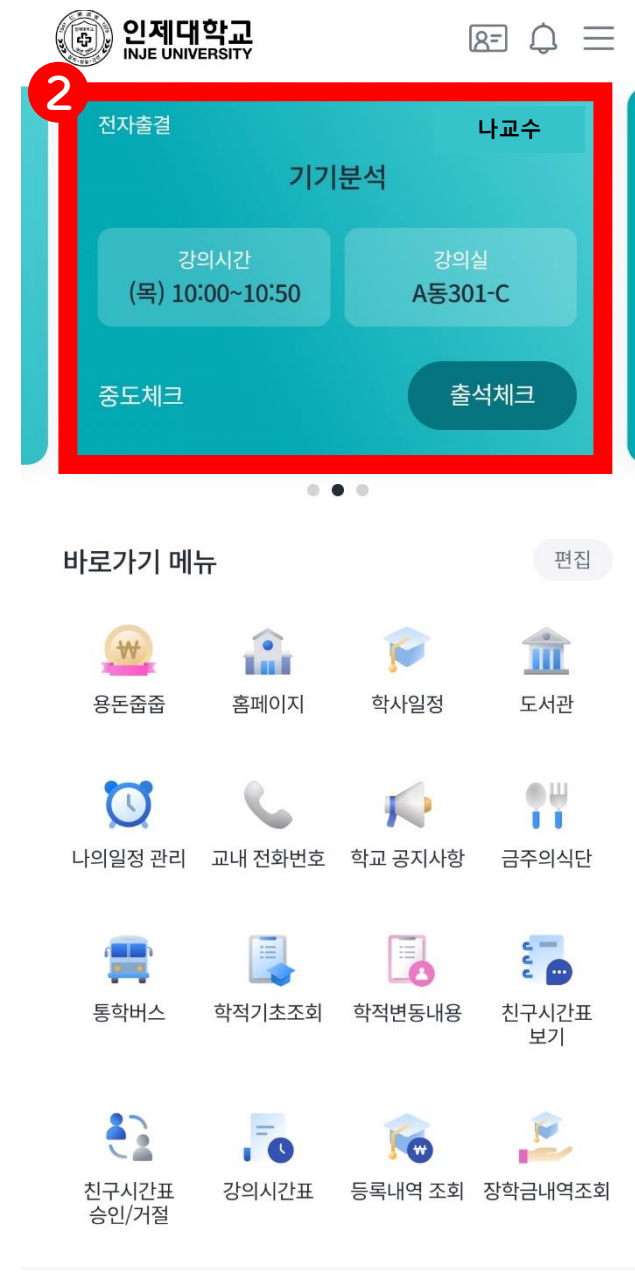 인제대학교
INJE UNIVERSITY
2
전자출결
나교수
기기분석
강의시간
(목) 10:00~10:50
강의실
A동301-C
중도체크
출석체크
바로가기 메뉴
편집
용돈줍줍
홈페이지
학사일정
도서관
나의일정 관리
교내 전화번호
학교 공지사항
금주의식단
통학버스
학적기초조회
학적변동내용
친구시간표
보기
친구시간표
승인/거절
강의시간표
등록내역 조회
장학금내역조회